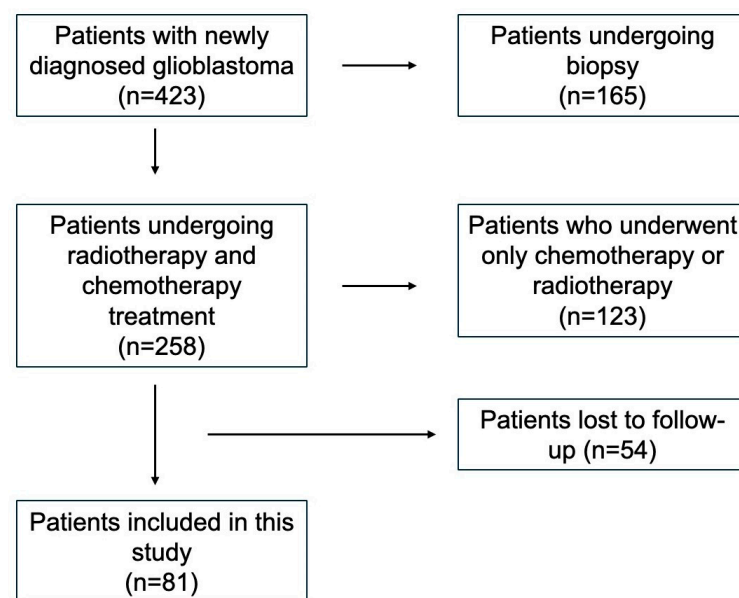 Patients with newly
diagnosed glioblastoma
(n=423)
Patients undergoing
biopsy
(n=165)
Patients undergoing
radiotherapy and
chemotherapy
treatment
(n=258)
Patients who underwent
only chemotherapy or
radiotherapy
(n=123)
Patients lost to follow-
up (n=54)
Patients included in this
study
(n=81)